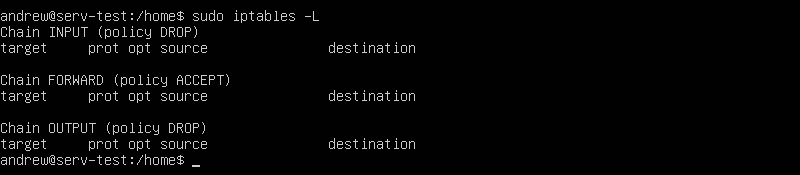 andrew@serv-test:/home$ sudo iptables -L
Chain INPUT (policy DROP)
target     prot opt source               destination

Chain FORWARD (policy ACCEPT)
target     prot opt source               destination

Chain OUTPUT (policy DROP)
target     prot opt source               destination
andrew@serv-test:/home$ _